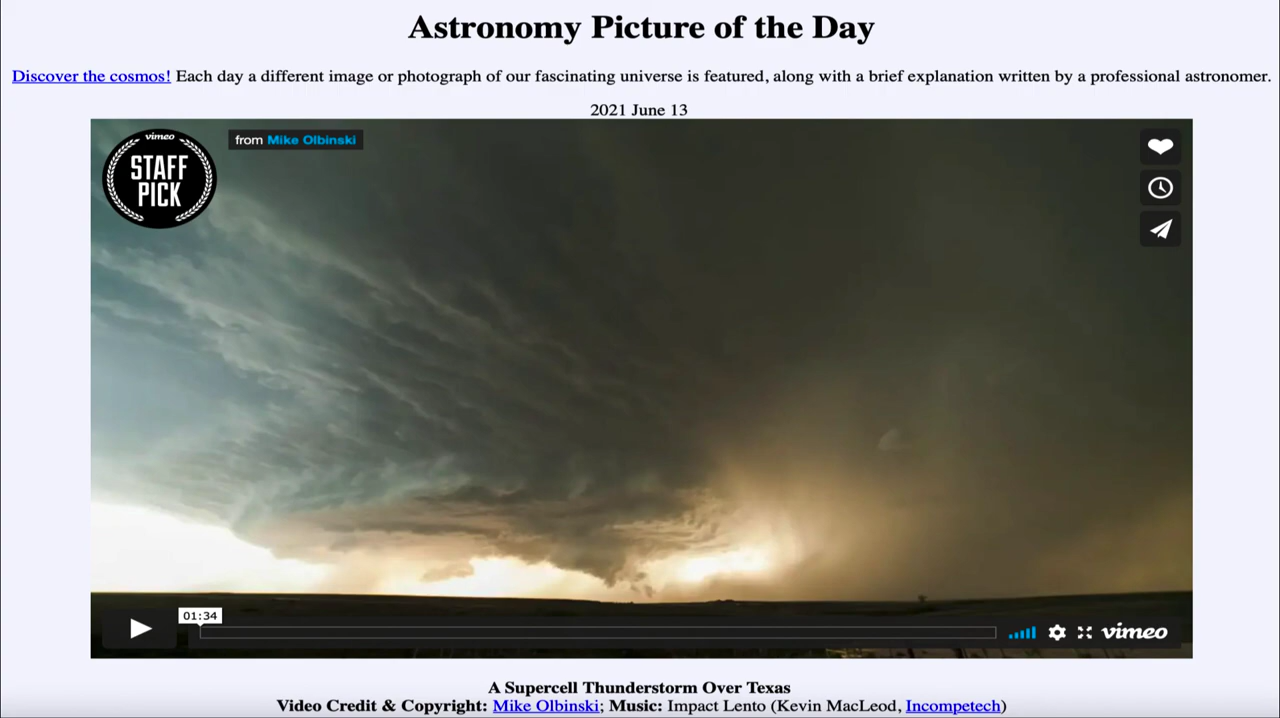 Astronomy Picture of the Day
Discover the cosmos! Each day a different image or photograph of our fascinating universe is featured, along with a brief explanation written by a professional astronomer.
2021 June 13
vimeo
STAFF
PICK
from Mike Olbinski
01:34
vimeo
A Supercell Thunderstorm Over Texas
Video Credit & Copyright: Mike Olbinski; Music: Impact Lento (Kevin MacLeod, Incompetech)